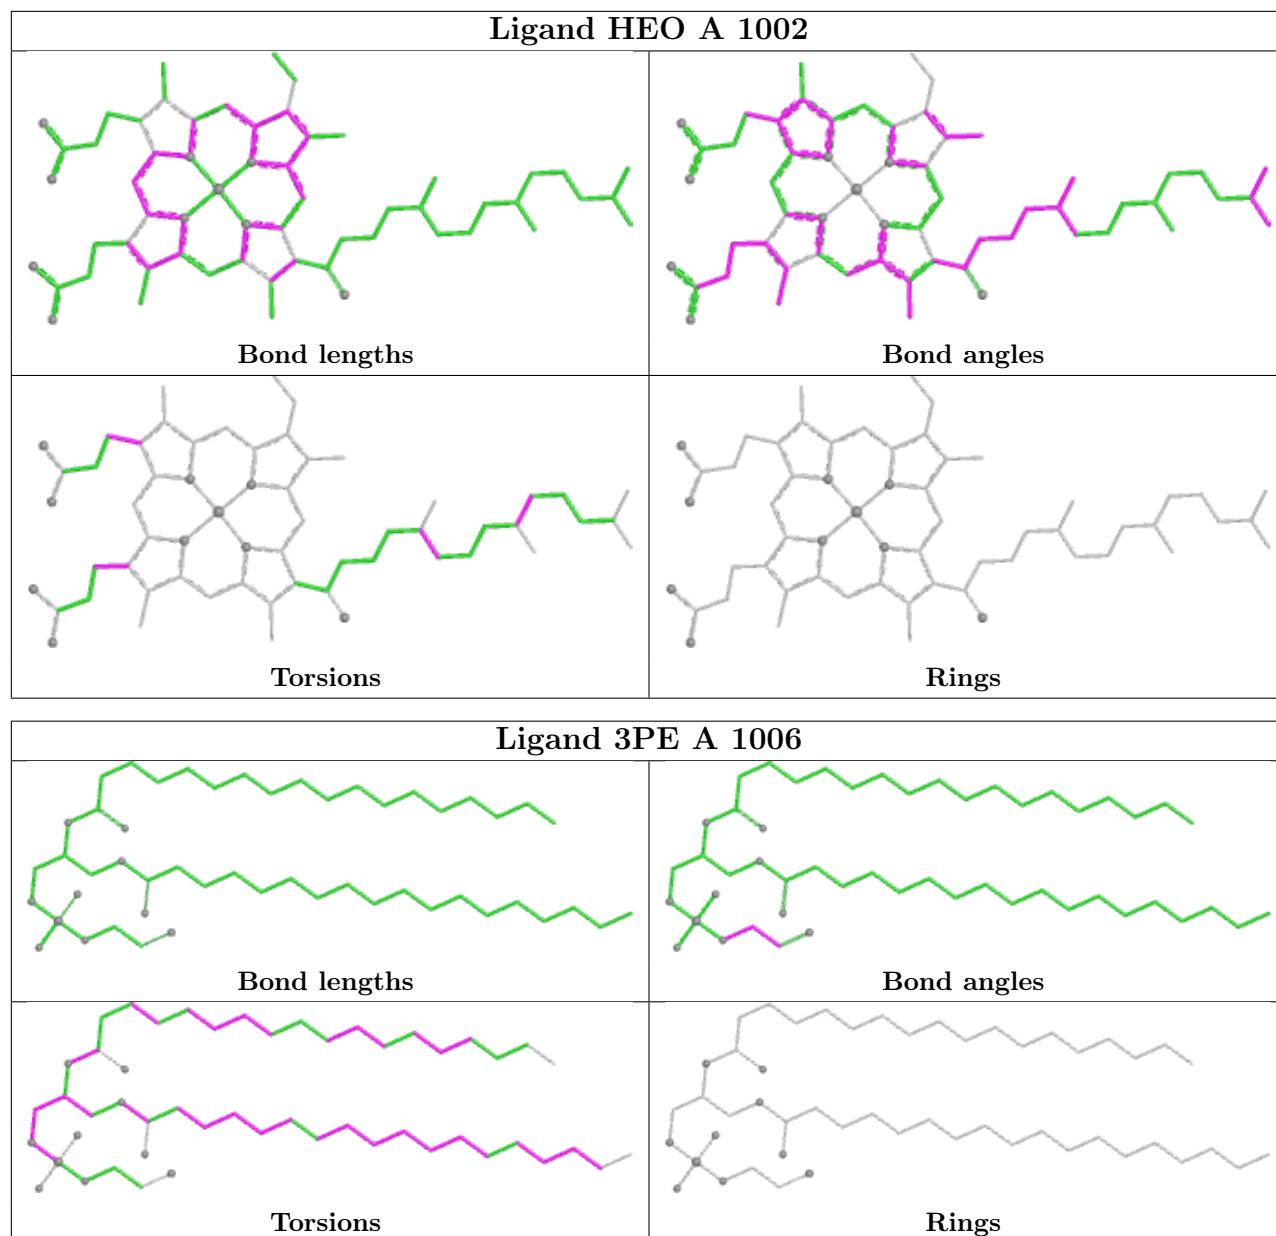 Ligand HEO A 1002
Bond lengths
Bond angles
Torsions
Rings
Ligand 3PE A 1006
Bond lengths
Bond angles
Torsions
Rings